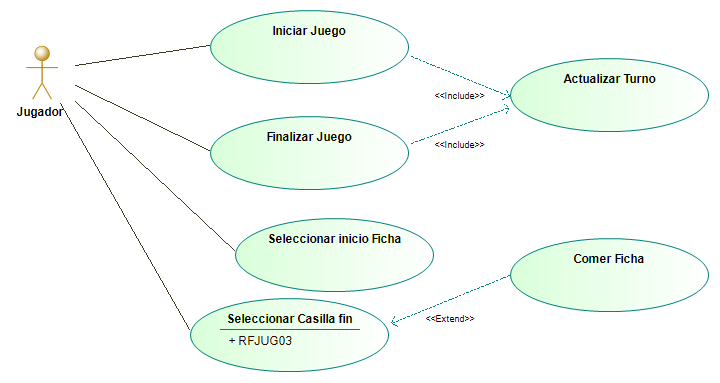 Iniciar Juego
Actualizar Turno
<<Include>>
Jugador
Finalizar Juego
<<Include>>
Seleccionar inicio Ficha
Comer Ficha
Seleccionar Casilla fin
<<Extend>>
+ RFJUG03